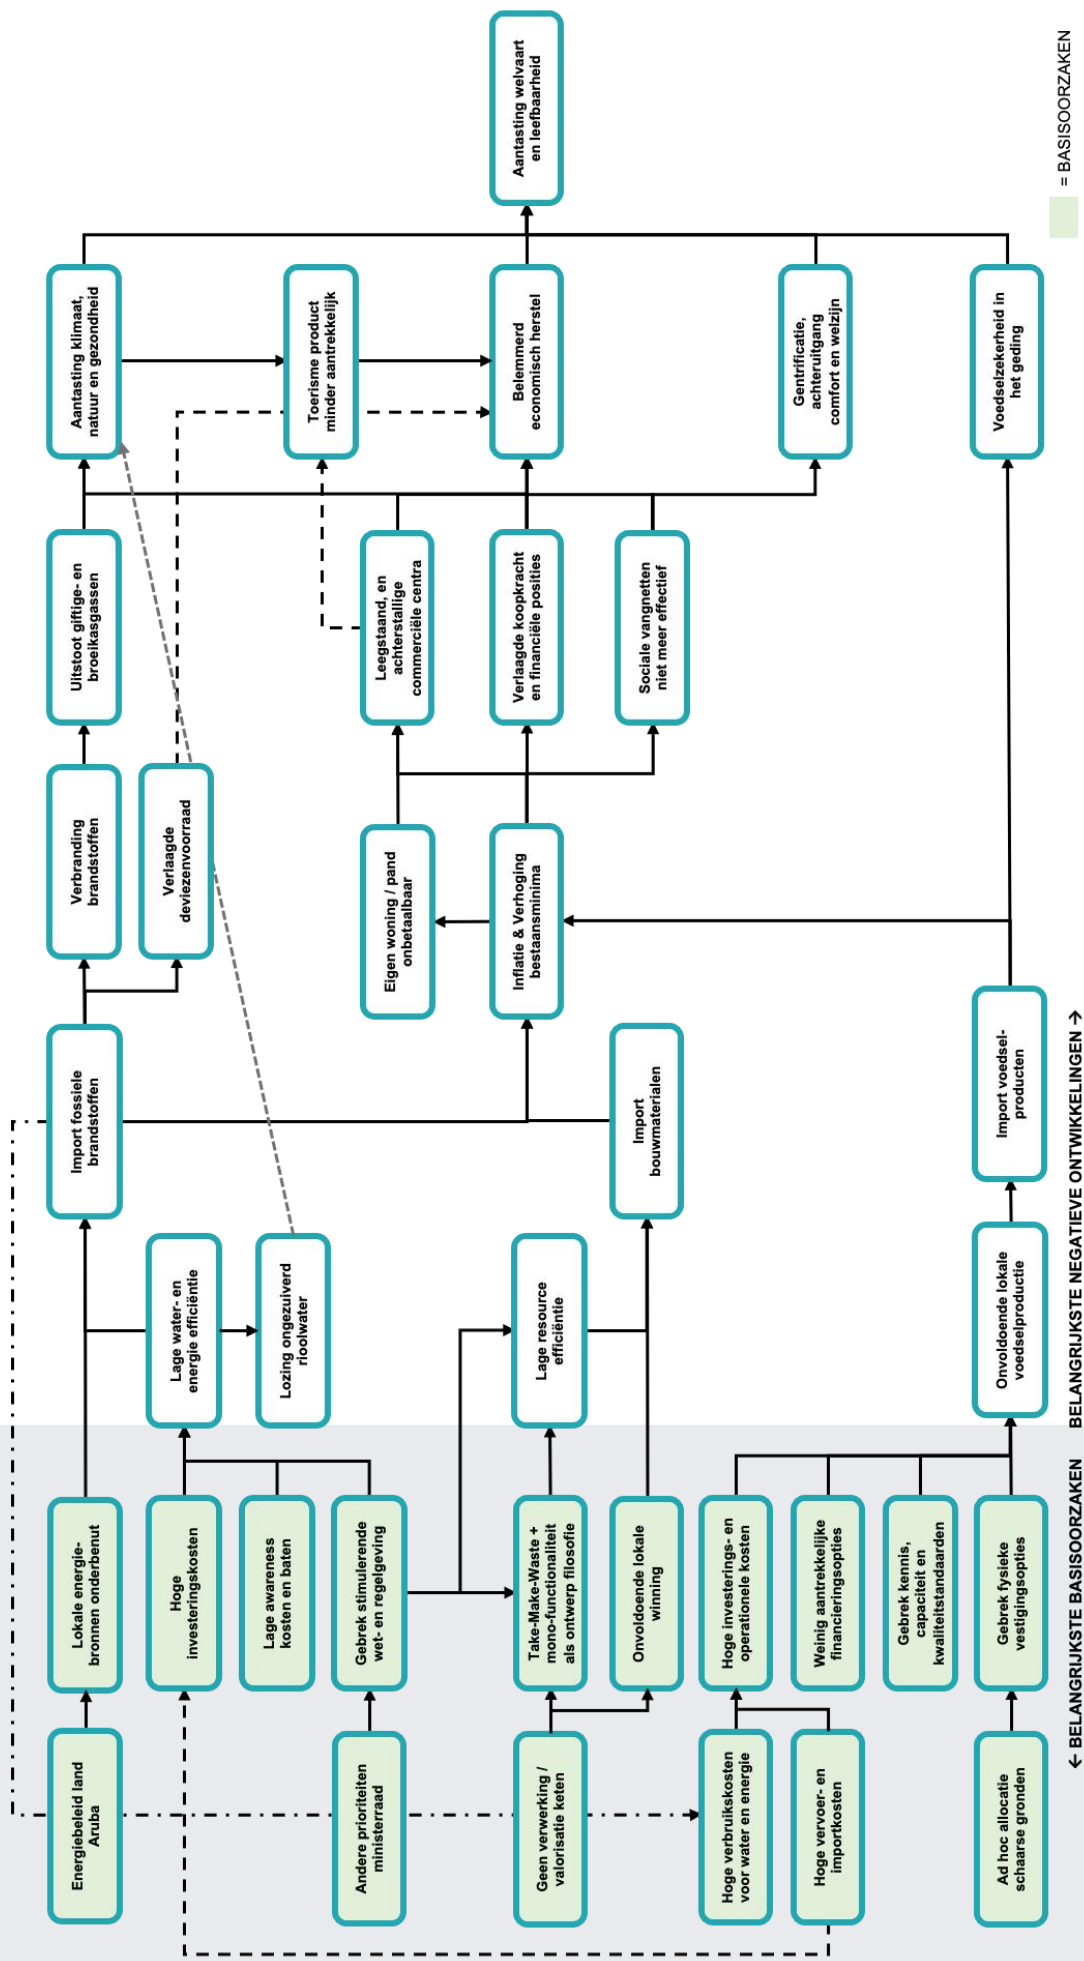 Energiebeleid land
Aruba
Lokale energie-
bronnen onderbenut
Import fossiele
brandstoffen
Verbranding
brandstoffen
Uitstoot giftige- en
broeikasgassen
Aantasting klimaat,
natuur en gezondheid
Hoge
investeringskosten
Lage water- en
energie efficiëntie
Verlaagde
deviezenvoorraad
Lage awareness
kosten en baten
Lozing ongezuiverd
rioolwater
Toerisme product
minder aantrekkelijk
Andere prioriteiten
ministerraad
Gebrek stimulerende
wet- en regelgeving
Eigen woning / pand
onbetaalbaar
Leegstaand, en
achterstallige
commerciële centra
Geen verwerking /
valorisatie keten
Take-Make-Waste +
mono-functionaliteit
als ontwerp filosofie
Lage resource
efficiëntie
Inflatie & Verhoging
bestaansminima
Verlaagde koopkracht
en financiële posities
Belemmerd
economisch herstel
Aantasting welvaart
en leefbaarheid
Onvoldoende lokale
winning
Import
bouwmaterialen
Sociale vangnetten
niet meer effectief
Hoge verbruikskosten
voor water en energie
Hoge investerings- en
operationele kosten
Gentrificatie,
achteruitgang
comfort en welzijn
Hoge vervoer- en
importkosten
Weinig aantrekkelijke
financieringsopties
Gebrek kennis,
capaciteit en
kwaliteitstandaarden
Ad hoc allocatie
schaarse gronden
Gebrek fysieke
vestigingsopties
Onvoldoende lokale
voedselproductie
Import voedsel-
producten
Voedselzekerheid in
het geding
← BELANGRIJKSTE BASISOORZAKEN
BELANGRIJKSTE NEGATIEVE ONTWIKKELINGEN →
= BASISOORZAKEN